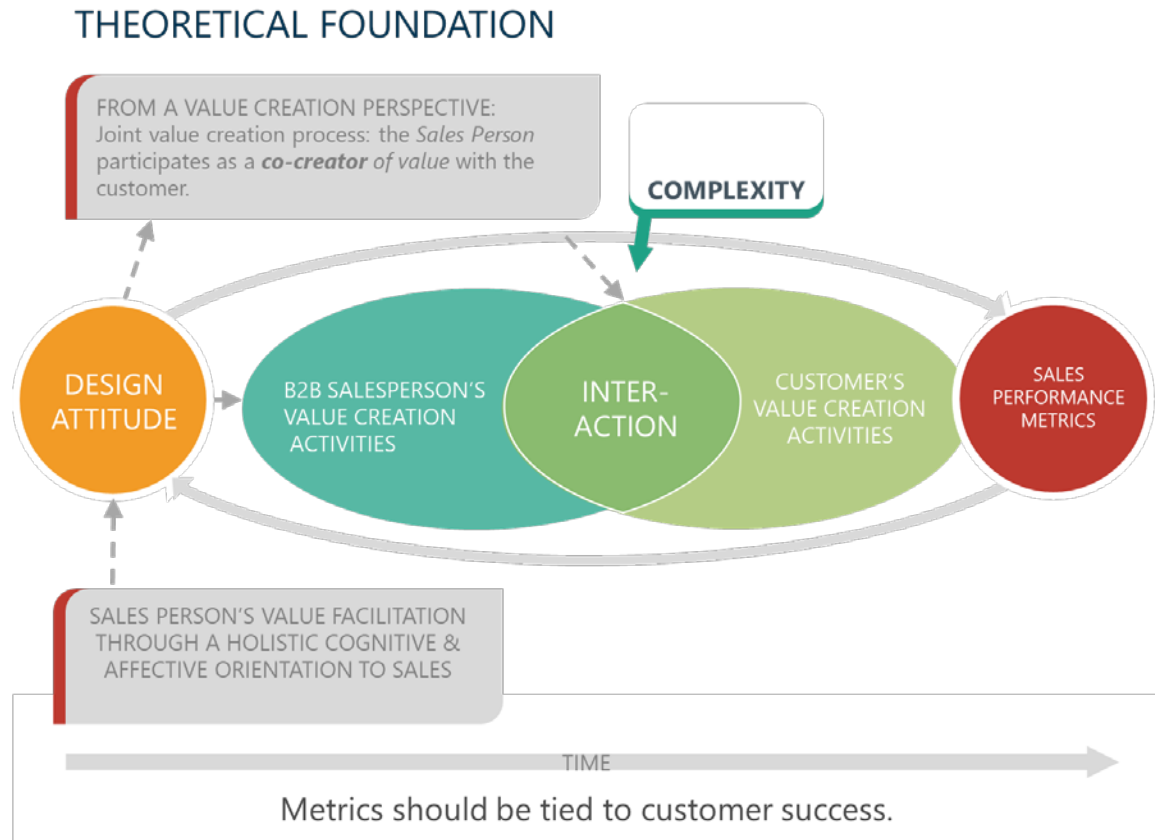 THEORETICAL FOUNDATION
FROM A VALUE CREATION PERSPECTIVE:
Joint value creation process: the Sales Person
participates as a co-creator of value with the
customer.
COMPLEXITY
DESIGN
ATTITUDE
B2B SALESPERSON’S
VALUE CREATION
ACTIVITIES
INTER-
ACTION
CUSTOMER’S
VALUE CREATION
ACTIVITIES
SALES
PERFORMANCE
METRICS
SALES PERSON’S VALUE FACILITATION
THROUGH A HOLISTIC COGNITIVE &
AFFECTIVE ORIENTATION TO SALES
TIME
Metrics should be tied to customer success.